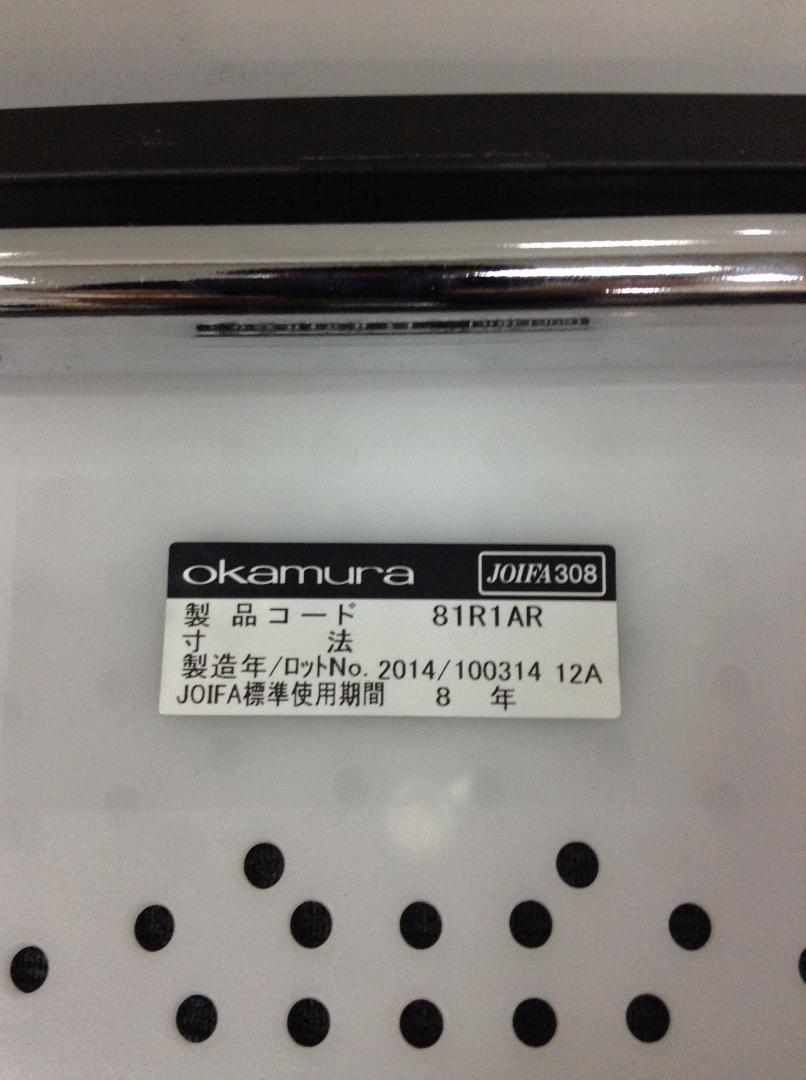 okamura JOIFA308
製品コード 81R1AR
寸法
製造年/ロットNo. 2014/100314 12A
JOIFA標準使用期間 8 年